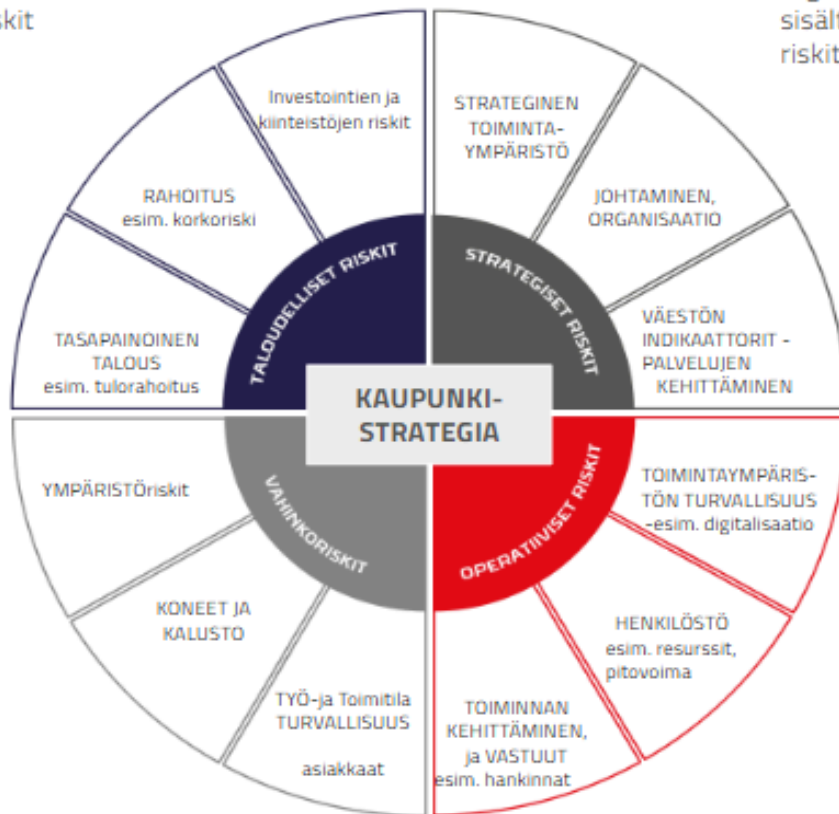 Investointien ja
kiinteistöjen riskit
RAHOITUS
esim. korkoriski
TASAPAINOINEN
TALOUS
esim. tulorahoitus
TALOUDELLISET RISKIT
STRATEGINEN
TOIMINTA-
YMPÄRISTÖ
JOHTAMINEN,
ORGANISAATIO
VÄESTÖN
INDIKAATTORIT -
PALVELUJEN
KEHITTÄMINEN
STRATEGISET RISKIT
KAUPUNKI-
STRATEGIA
YMPÄRISTÖriskit
KONEET JA
KALUSTO
TYÖ-ja Toimitila
TURVALLISUUS
asiakkaat
VAHINKORISKIT
TOIMINTAYMPÄRIS-
TÖN TURVALLISUUS
-esim. digitalisaatio
HENKILÖSTÖ
esim. resurssit,
pitovoima
TOIMINNAN
KEHITTÄMINEN,
ja VASTUUT
esim. hankinnat
OPERATIIVISET RISKIT